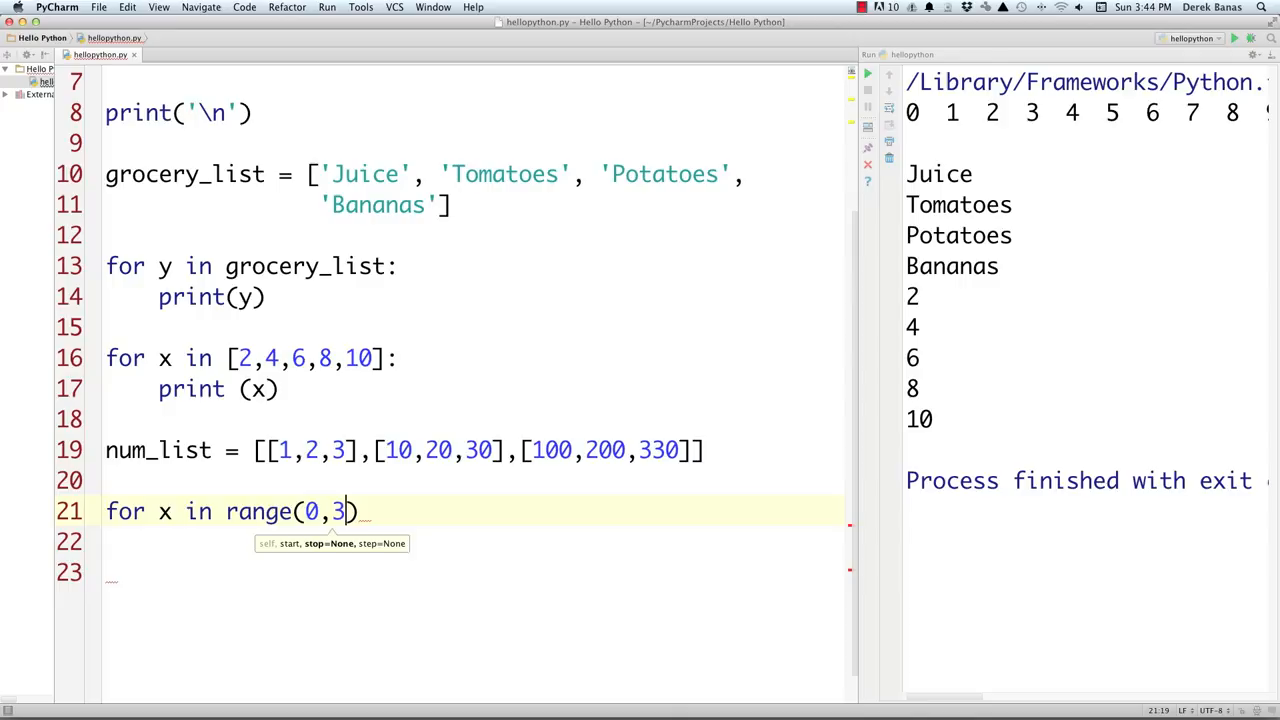 PyCharm File Edit View Navigate Code Refactor Run Tools VCS Window Help 10 Sun 3:44 PM Derek Banas
hellopython.py - Hello Python - [~/PycharmProjects/Hello Python]
Hello Python hellopython.py hellopython
hellopython.py × Run hellopython
Hello P
hell
Externa
7
8 print('\n')
9
10 grocery_list = ['Juice', 'Tomatoes', 'Potatoes',
11 'Bananas']
12
13 for y in grocery_list:
14 print(y)
15
16 for x in [2,4,6,8,10]:
17 print (x)
18
19 num_list = [[1,2,3],[10,20,30],[100,200,330]]
20
21 for x in range(0,3)
self, start, stop=None, step=None
22
23
/Library/Frameworks/Python.
0 1 2 3 4 5 6 7 8
Juice
Tomatoes
Potatoes
Bananas
2
4
6
8
10
Process finished with exit
21:19 LF UTF-8